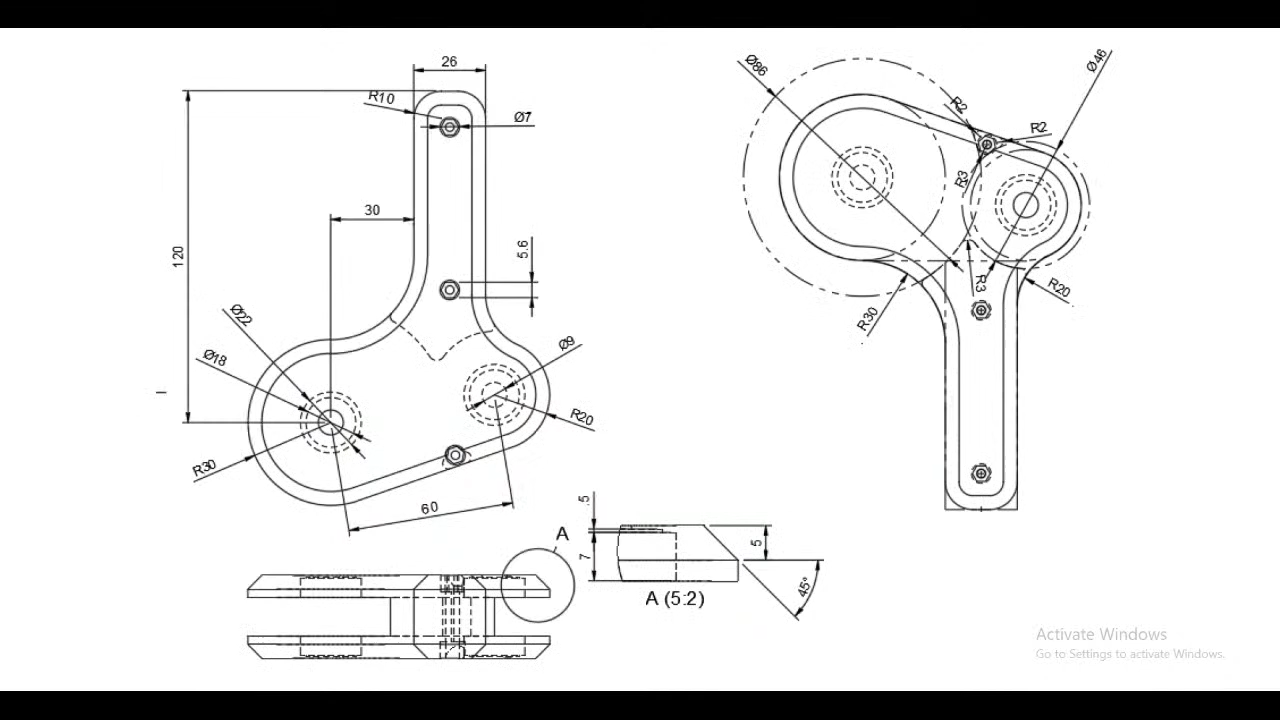 26
R10
Ø7
30
120
5.6
Ø22
Ø18
Ø9
R20
R30
60
Ø86
Ø46
R2
R2
R3
R3
R20
R30
A
.5
7
5
45°
A (5:2)
Activate Windows
Go to Settings to activate Windows.